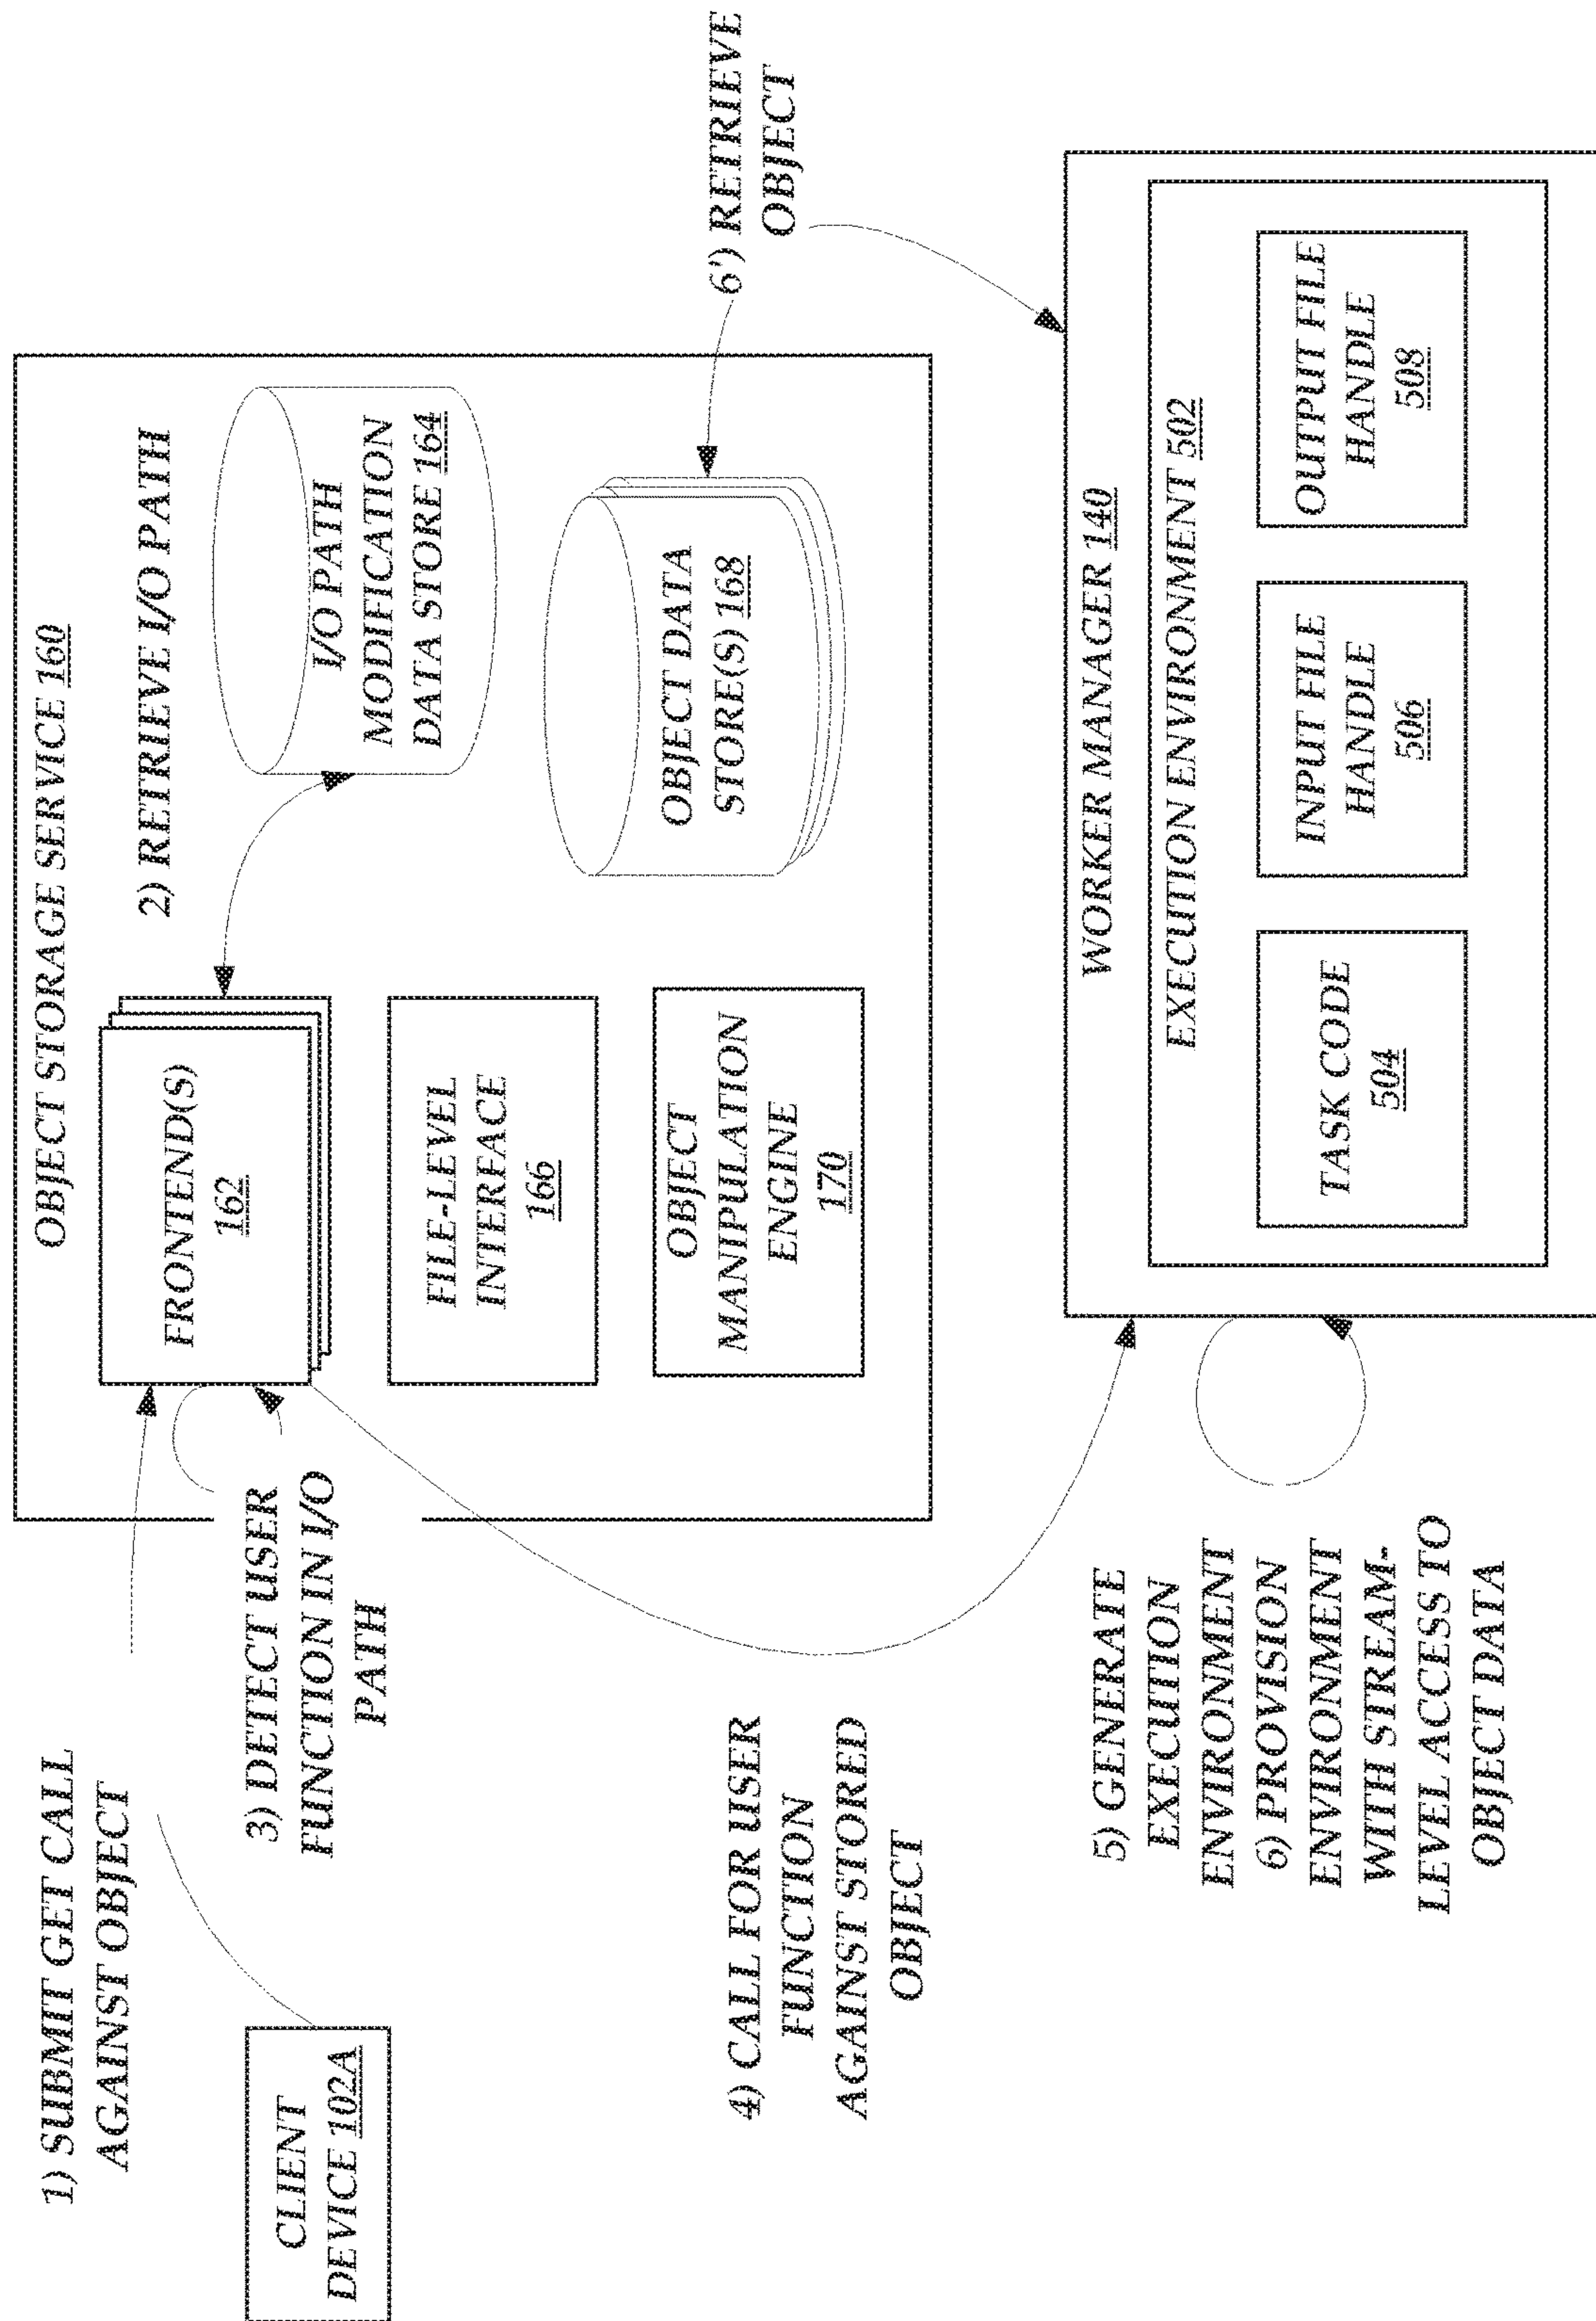 1) SUBMIT GET CALL
AGAINST OBJECT
CLIENT
DEVICE 102A
OBJECT STORAGE SERVICE 160
FRONTEND(S)
162
2) RETRIEVE I/O PATH
I/O PATH
MODIFICATION
DATA STORE 164
3) DETECT USER
FUNCTION IN I/O
PATH
FILE-LEVEL
INTERFACE
166
OBJECT DATA
STORE(S) 168
OBJECT
MANIPULATION
ENGINE
170
4) CALL FOR USER
FUNCTION
AGAINST STORED
OBJECT
6') RETRIEVE
OBJECT
5) GENERATE
EXECUTION
ENVIRONMENT
6) PROVISION
ENVIRONMENT
WITH STREAM-
LEVEL ACCESS TO
OBJECT DATA
WORKER MANAGER 140
EXECUTION ENVIRONMENT 502
TASK CODE
504
INPUT FILE
HANDLE
506
OUTPUT FILE
HANDLE
508